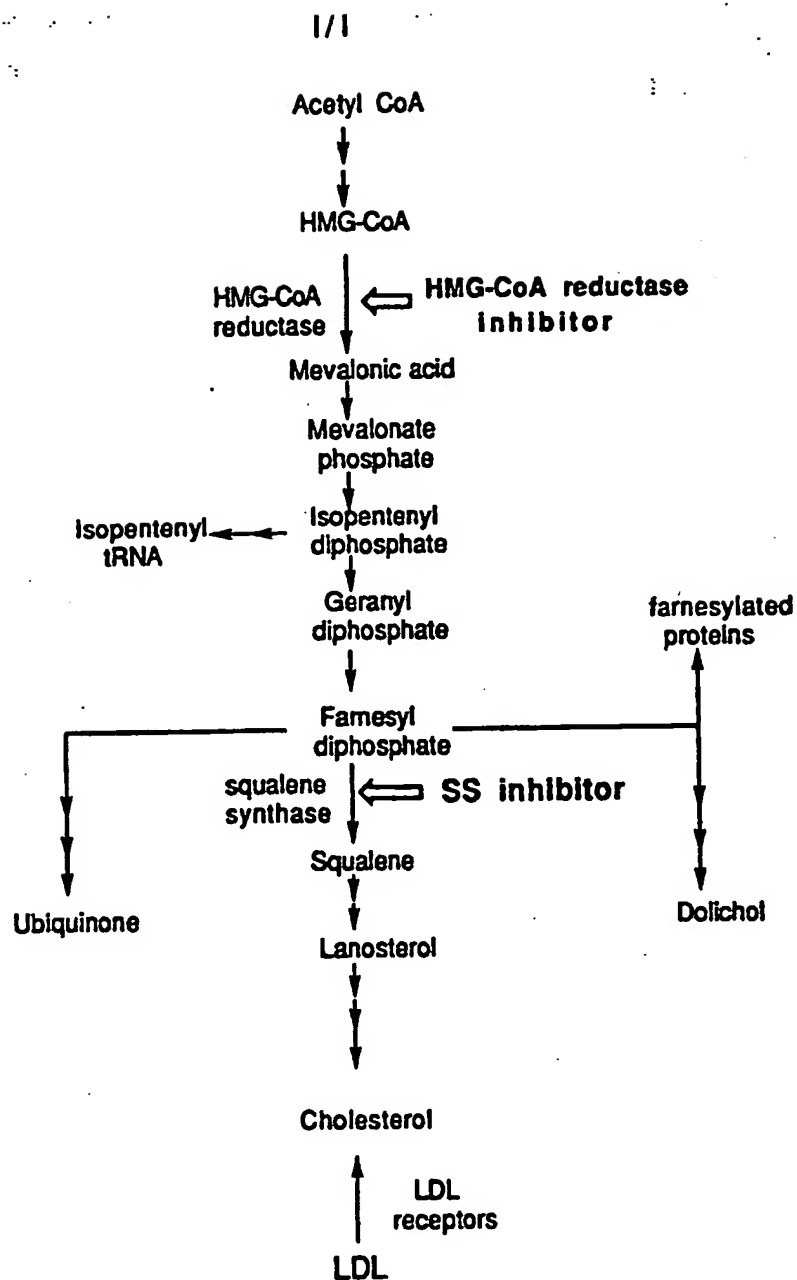 1/1
Acetyl CoA
HMG-CoA
HMG-CoA
reductase
HMG-CoA reductase
inhibitor
Mevalonic acid
Mevalonate
phosphate
Isopentenyl
tRNA
Isopentenyl
diphosphate
Geranyl
diphosphate
farnesylated
proteins
Farnesyl
diphosphate
squalene
synthase
SS inhibitor
Squalene
Ubiquinone
Dolichol
Lanosterol
Cholesterol
LDL
receptors
LDL